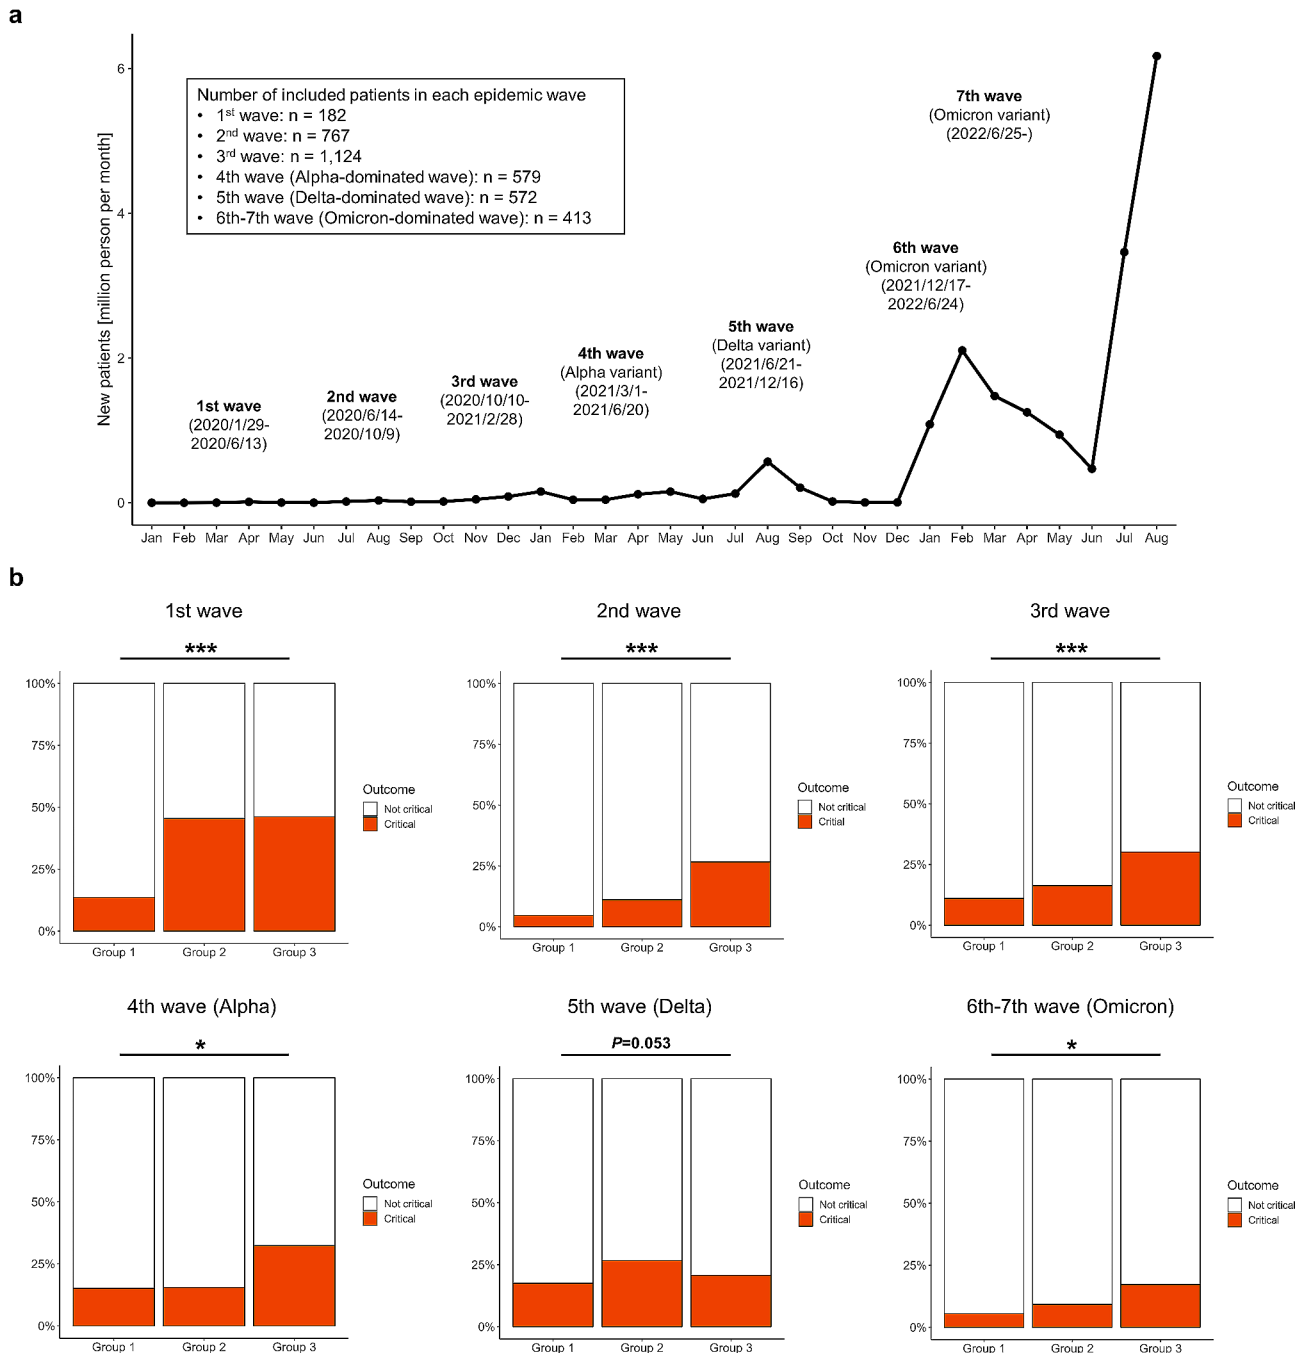 a
New patients [million person per month]
6
4
2
0
Number of included patients in each epidemic wave
• 1st wave: n = 182
• 2nd wave: n = 767
• 3rd wave: n = 1,124
• 4th wave (Alpha-dominated wave): n = 579
• 5th wave (Delta-dominated wave): n = 572
• 6th-7th wave (Omicron-dominated wave): n = 413
1st wave
(2020/1/29-
2020/6/13)
2nd wave
(2020/6/14-
2020/10/9)
3rd wave
(2020/10/10-
2021/2/28)
4th wave
(Alpha variant)
(2021/3/1-
2021/6/20)
5th wave
(Delta variant)
(2021/6/21-
2021/12/16)
6th wave
(Omicron variant)
(2021/12/17-
2022/6/24)
7th wave
(Omicron variant)
(2022/6/25-)
Jan Feb Mar Apr May Jun Jul Aug Sep Oct Nov Dec Jan Feb Mar Apr May Jun Jul Aug Sep Oct Nov Dec Jan Feb Mar Apr May Jun Jul Aug
b
1st wave
***
100%
75%
50%
25%
0%
Group 1 Group 2 Group 3
Outcome
Not critical
Critical
2nd wave
***
100%
75%
50%
25%
0%
Group 1 Group 2 Group 3
Outcome
Not critical
Critial
3rd wave
***
100%
75%
50%
25%
0%
Group 1 Group 2 Group 3
Outcome
Not critical
Critical
4th wave (Alpha)
*
100%
75%
50%
25%
0%
Group 1 Group 2 Group 3
Outcome
Not critical
Critical
5th wave (Delta)
P=0.053
100%
75%
50%
25%
0%
Group 1 Group 2 Group 3
Outcome
Not critical
Critical
6th-7th wave (Omicron)
*
100%
75%
50%
25%
0%
Group 1 Group 2 Group 3
Outcome
Not critical
Critical